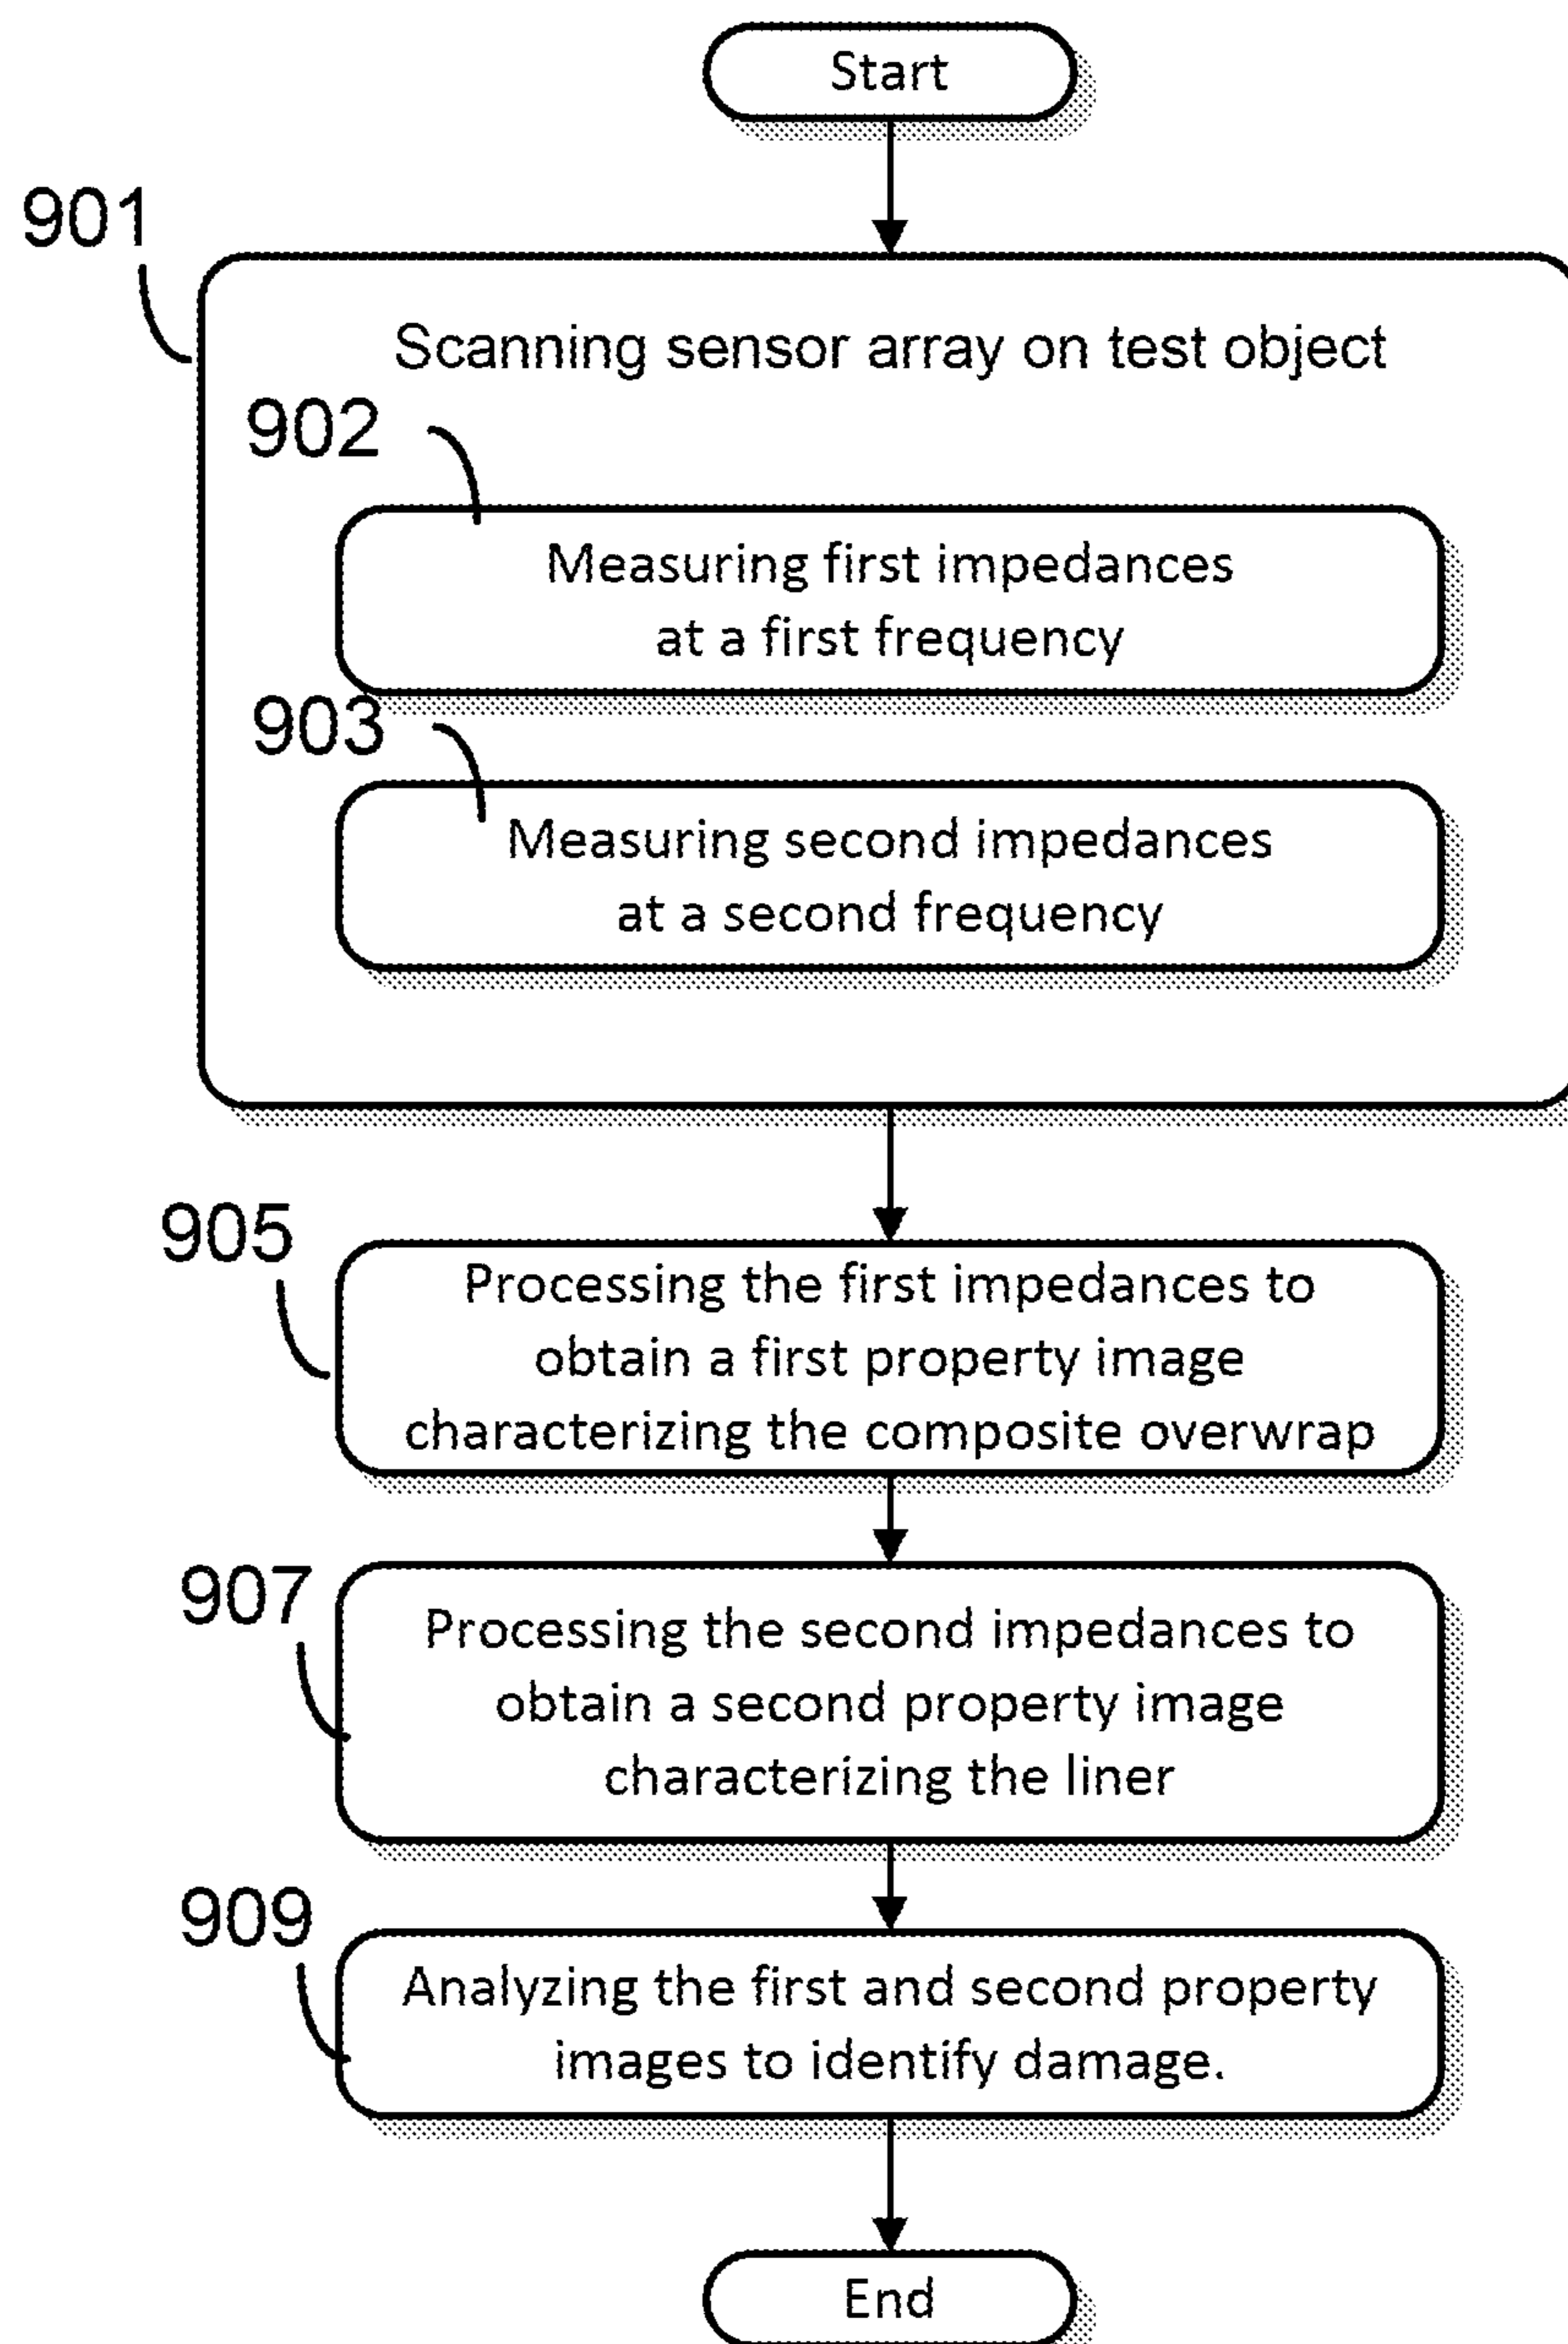 Start
901
Scanning sensor array on test object
902
Measuring first impedances
at a first frequency
903
Measuring second impedances
at a second frequency
905
Processing the first impedances to
obtain a first property image
characterizing the composite overwrap
907
Processing the second impedances to
obtain a second property image
characterizing the liner
909
Analyzing the first and second property
images to identify damage.
End